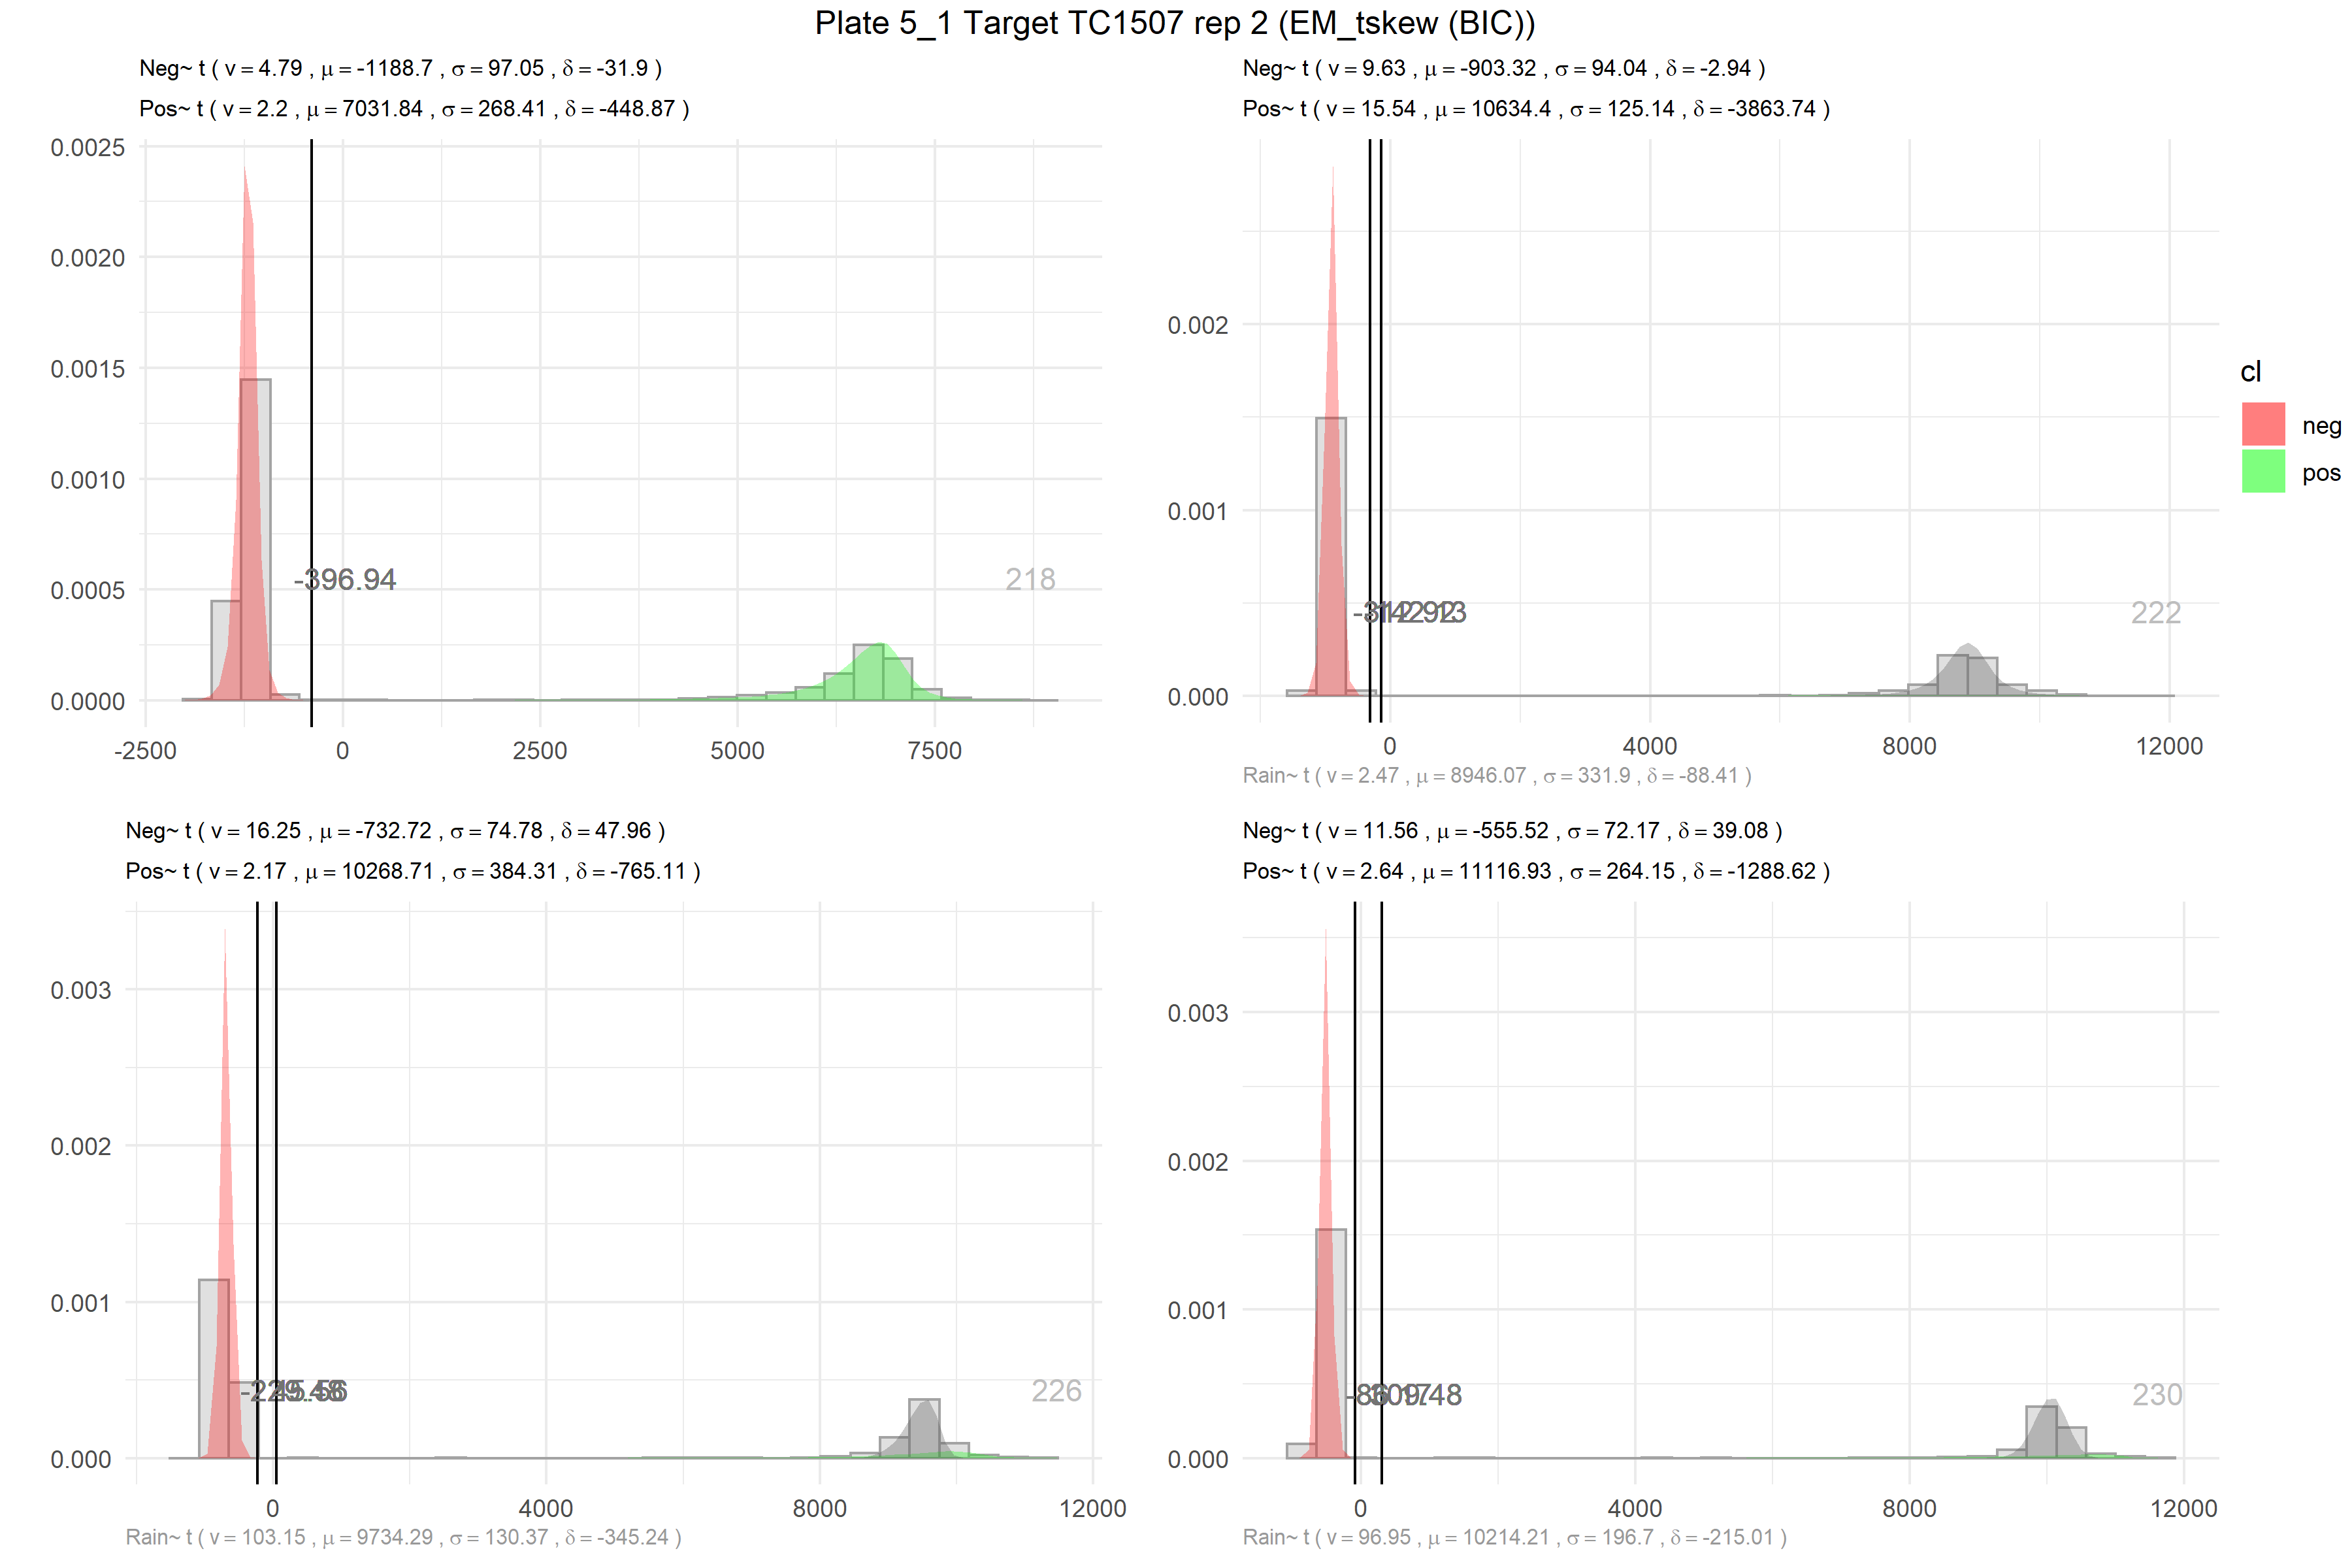 Plate 5_1 Target TC1507 rep 2 (EM_tskew (BIC))
Neg~ t ( v = 4.79 , μ = -1188.7 , σ = 97.05 , δ = -31.9 )
Pos~ t ( v = 2.2 , μ = 7031.84 , σ = 268.41 , δ = -448.87 )
0.0025
0.0020
0.0015
0.0010
0.0005
0.0000
-396.94
218
-2500 0 2500 5000 7500
Neg~ t ( v = 9.63 , μ = -903.32 , σ = 94.04 , δ = -2.94 )
Pos~ t ( v = 15.54 , μ = 10634.4 , σ = 125.14 , δ = -3863.74 )
0.002
0.001
0.000
222
0 4000 8000 12000
Rain~ t ( v = 2.47 , μ = 8946.07 , σ = 331.9 , δ = -88.41 )
cl
neg
pos
Neg~ t ( v = 16.25 , μ = -732.72 , σ = 74.78 , δ = 47.96 )
Pos~ t ( v = 2.17 , μ = 10268.71 , σ = 384.31 , δ = -765.11 )
0.003
0.002
0.001
0.000
226
0 4000 8000 12000
Rain~ t ( v = 103.15 , μ = 9734.29 , σ = 130.37 , δ = -345.24 )
Neg~ t ( v = 11.56 , μ = -555.52 , σ = 72.17 , δ = 39.08 )
Pos~ t ( v = 2.64 , μ = 11116.93 , σ = 264.15 , δ = -1288.62 )
0.003
0.002
0.001
0.000
230
0 4000 8000 12000
Rain~ t ( v = 96.95 , μ = 10214.21 , σ = 196.7 , δ = -215.01 )